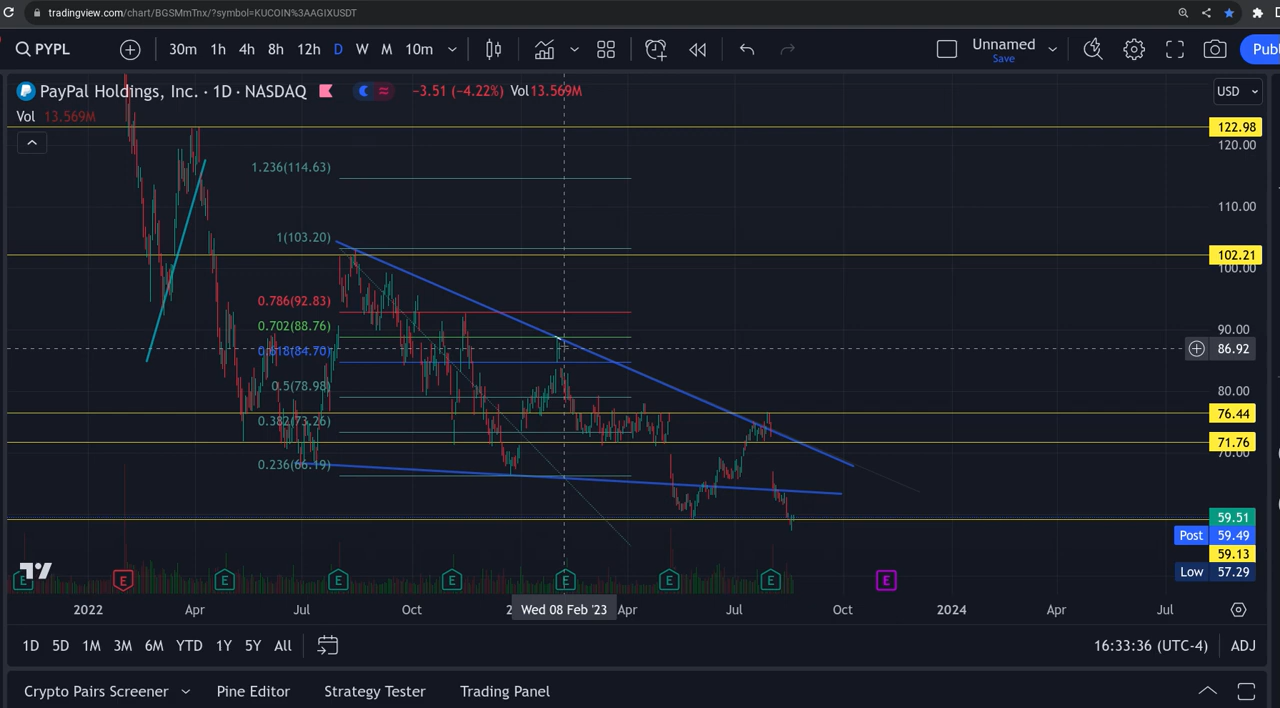 tradingview.com/chart/BGSMmTnx/?symbol=KUCOIN%3AAGIXUSDT
PYPL 30m 1h 4h 8h 12h D W M 10m Unnamed Save Publ
PayPal Holdings, Inc. · 1D · NASDAQ −3.51 (−4.22%) Vol13.569M USD
Vol 13.569M
122.98
120.00
1.236(114.63)
110.00
1(103.20)
102.21
100.00
0.786(92.83)
0.702(88.76)
90.00
0.618(84.70)
86.92
0.5(78.98)
80.00
76.44
0.382(73.26)
71.76
70.00
0.236(66.19)
59.51
Post 59.49
59.13
Low 57.29
E E E E E E E E E
2022 Apr Jul Oct Wed 08 Feb '23 Apr Jul Oct 2024 Apr Jul
1D 5D 1M 3M 6M YTD 1Y 5Y All 16:33:36 (UTC-4) ADJ
Crypto Pairs Screener Pine Editor Strategy Tester Trading Panel